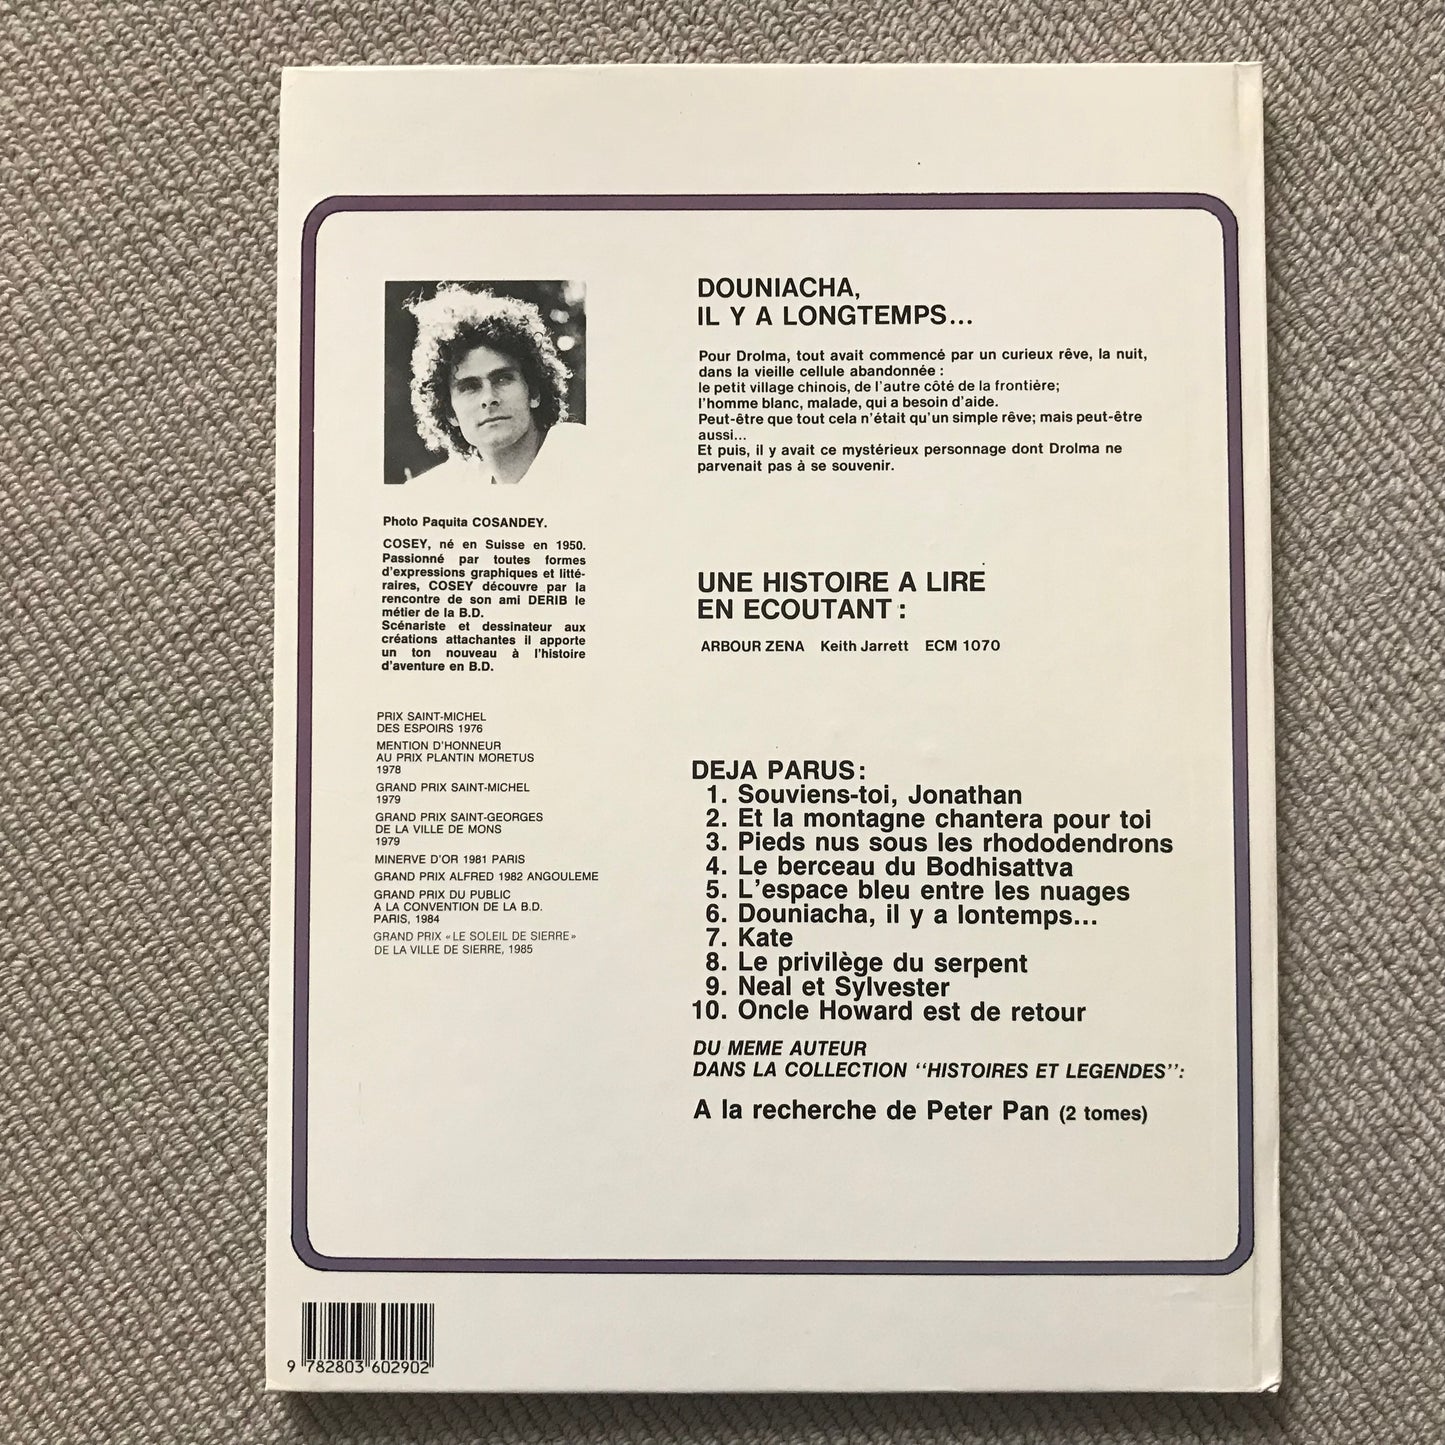 DOUNIACHA,
IL Y A LONGTEMPS...
Pour Drolma, tout avait commencé par un curieux rêve, la nuit,
dans la vieille cellule abandonnée :
le petit village chinois, de l'autre côté de la frontière;
l'homme blanc, malade, qui a besoin d'aide.
Peut-être que tout cela n'était qu'un simple rêve; mais peut-être
aussi...
Et puis, il y avait ce mystérieux personnage dont Drolma ne
parvenait pas à se souvenir.
Photo Paquita COSANDEY.
COSEY, né en Suisse en 1950.
Passionné par toutes formes
d'expressions graphiques et litté-
raires, COSEY découvre par la
rencontre de son ami DERIB le
métier de la B.D.
Scénariste et dessinateur aux
créations attachantes il apporte
un ton nouveau à l'histoire
d'aventure en B.D.
UNE HISTOIRE A LIRE
EN ECOUTANT :
ARBOUR ZENA Keith Jarrett ECM 1070
PRIX SAINT-MICHEL
DES ESPOIRS 1976
MENTION D'HONNEUR
AU PRIX PLANTIN MORETUS
1978
GRAND PRIX SAINT-MICHEL
1979
GRAND PRIX SAINT-GEORGES
DE LA VILLE DE MONS
1979
MINERVE D'OR 1981 PARIS
GRAND PRIX ALFRED 1982 ANGOULEME
GRAND PRIX DU PUBLIC
A LA CONVENTION DE LA B.D.
PARIS, 1984
GRAND PRIX «LE SOLEIL DE SIERRE»
DE LA VILLE DE SIERRE, 1985
DEJA PARUS :
1. Souviens-toi, Jonathan
2. Et la montagne chantera pour toi
3. Pieds nus sous les rhododendrons
4. Le berceau du Bodhisattva
5. L'espace bleu entre les nuages
6. Douniacha, il y a lontemps...
7. Kate
8. Le privilège du serpent
9. Neal et Sylvester
10. Oncle Howard est de retour
DU MEME AUTEUR
DANS LA COLLECTION "HISTOIRES ET LEGENDES":
A la recherche de Peter Pan (2 tomes)
9 782803 602902